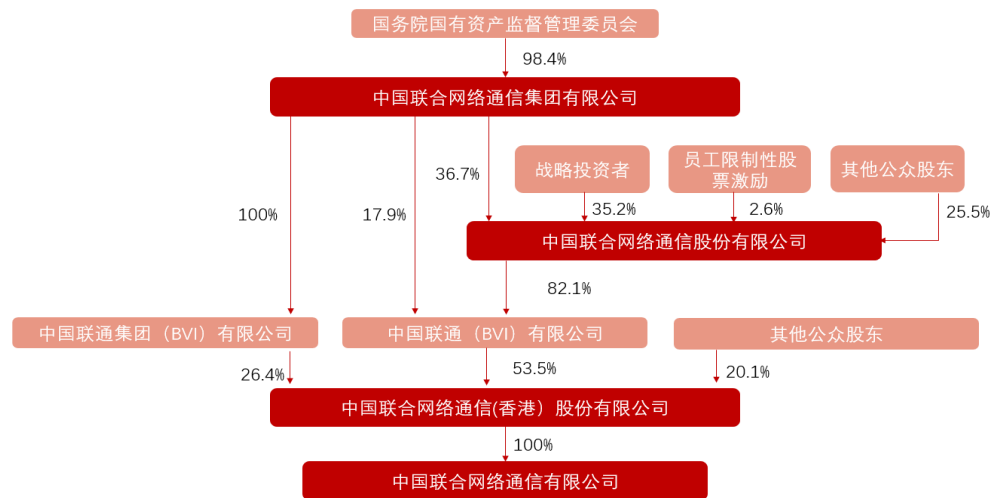 国务院国有资产监督管理委员会
98.4%
中国联合网络通信集团有限公司
36.7%
战略投资者
员工限制性股
票激励
其他公众股东
100%
17.9%
35.2%
2.6%
25.5%
中国联合网络通信股份有限公司
82.1%
中国联通集团（BVI）有限公司
中国联通（BVI）有限公司
其他公众股东
26.4%
53.5%
20.1%
中国联合网络通信(香港）股份有限公司
100%
中国联合网络通信有限公司